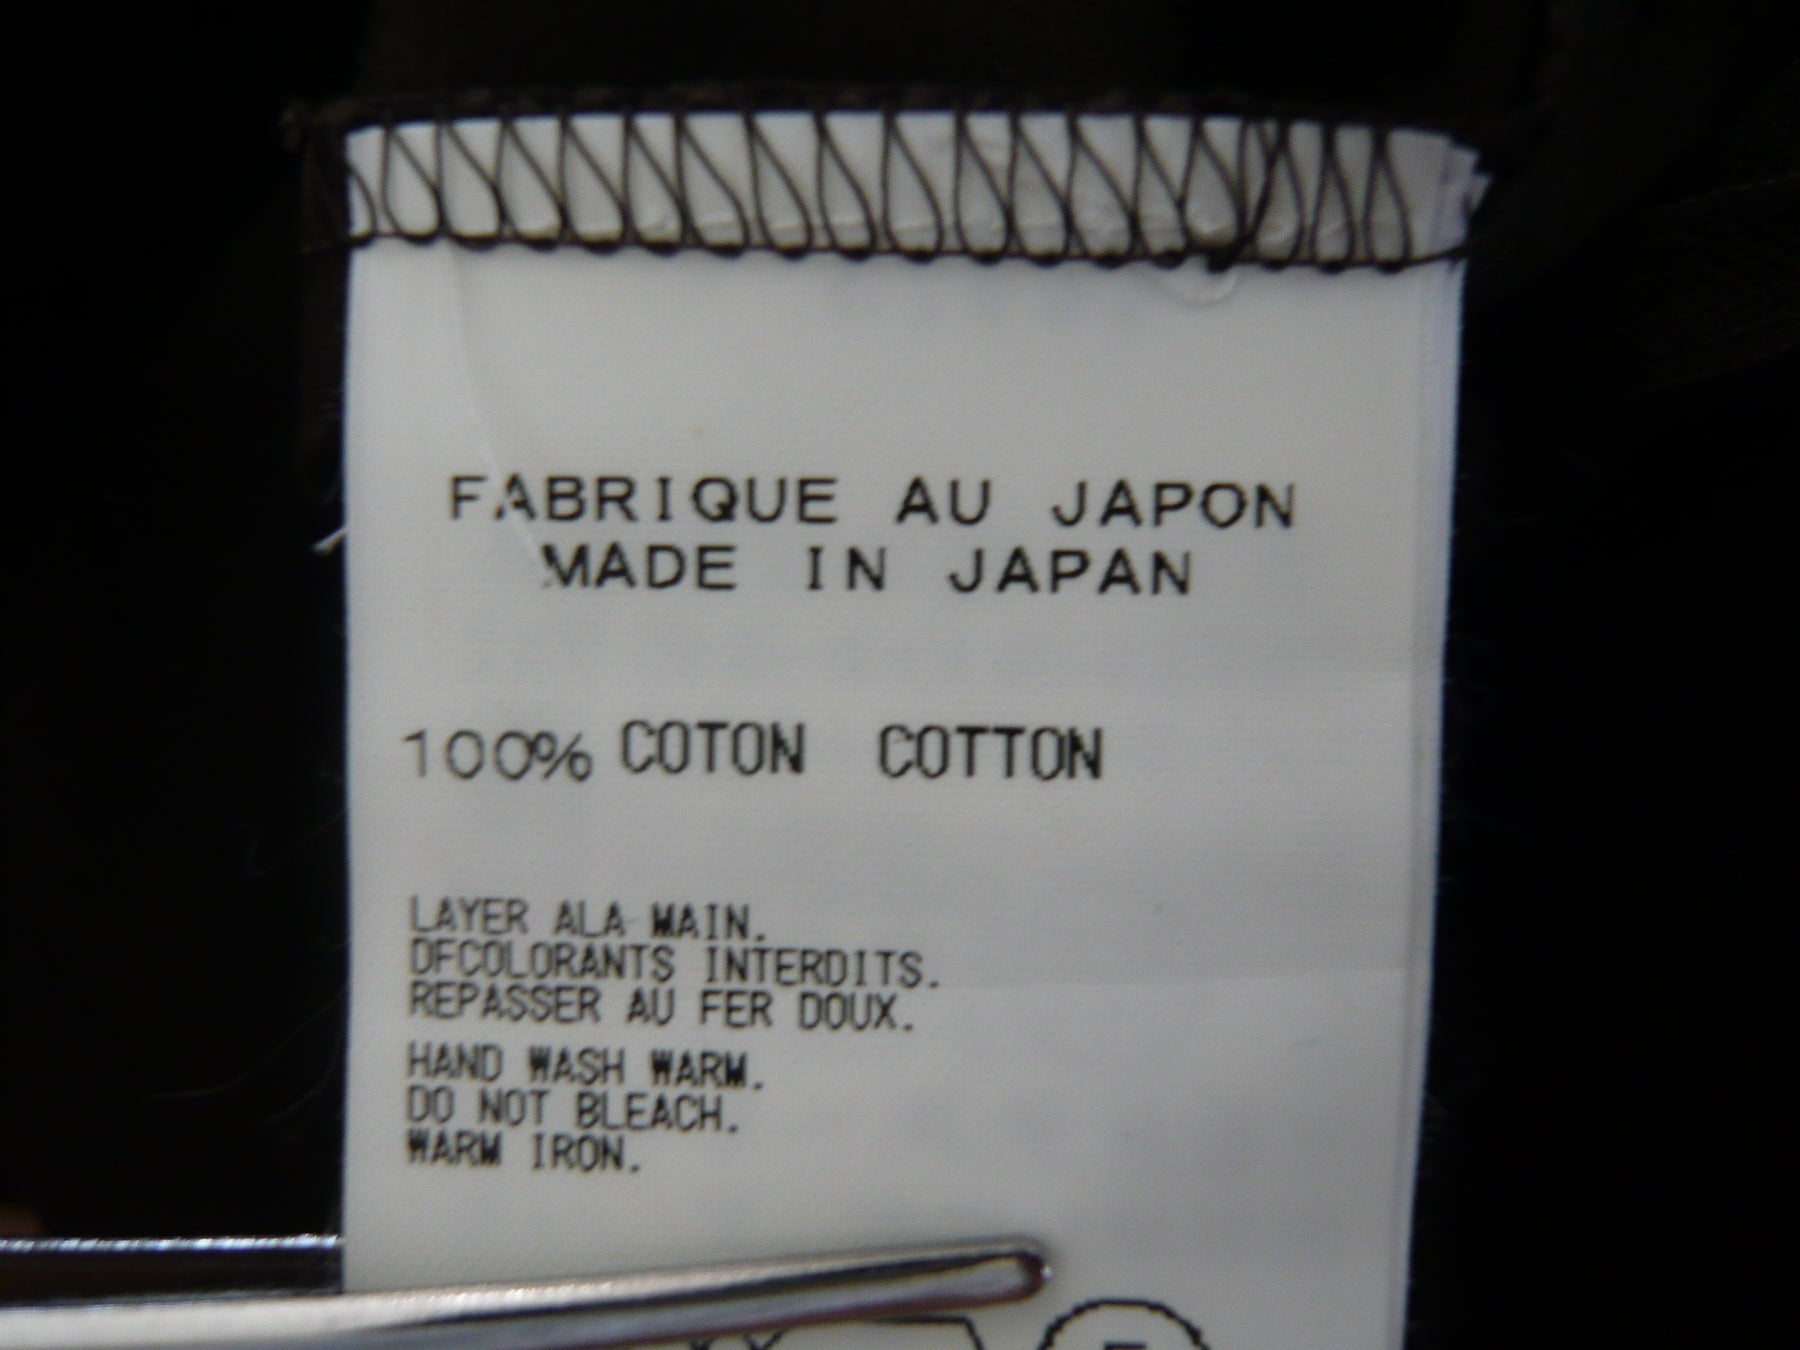 FABRIQUE AU JAPON
MADE IN JAPAN
100% COTON COTTON
LAYER ALA MAIN.
DFCOLORANTS INTERDITS.
REPASSER AU FER DOUX.
HAND WASH WARM.
DO NOT BLEACH.
WARM IRON.